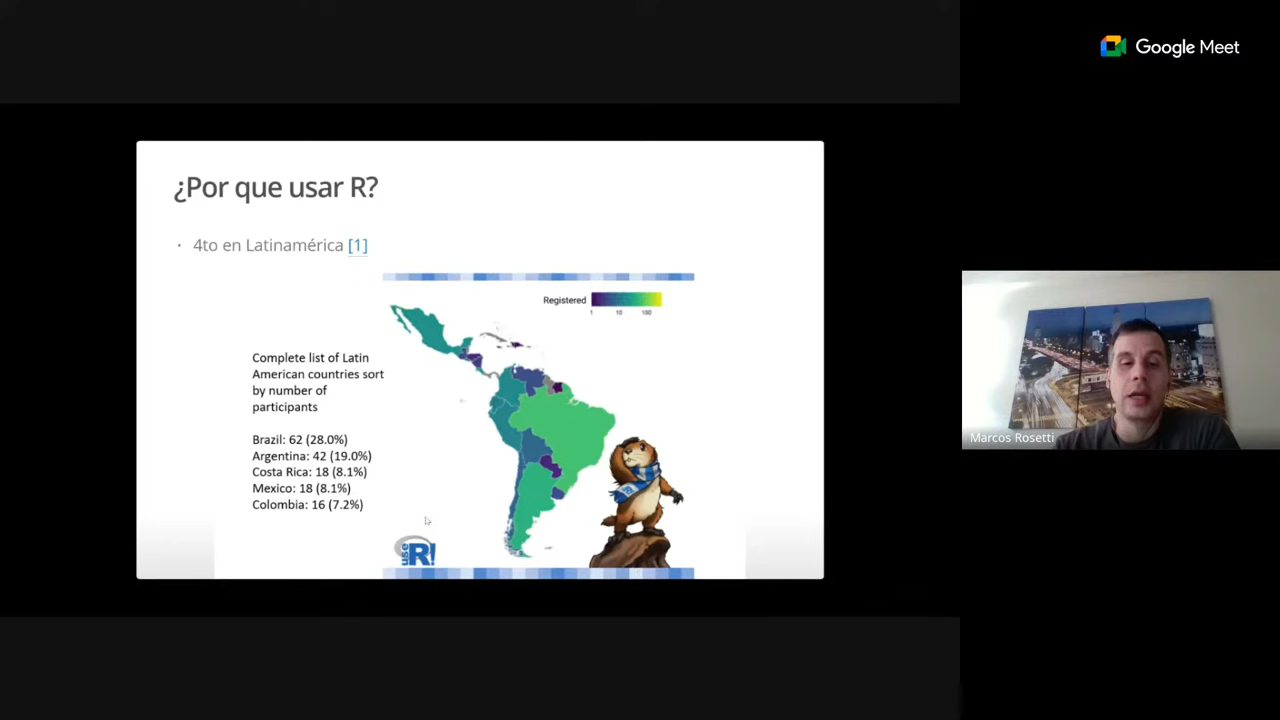 Google Meet
¿Por que usar R?
· 4to en Latinamérica [1]
Registered
1 10 100
Complete list of Latin
American countries sort
by number of
participants
Brazil: 62 (28.0%)
Argentina: 42 (19.0%)
Costa Rica: 18 (8.1%)
Mexico: 18 (8.1%)
Colombia: 16 (7.2%)
use
R!
Marcos Rosetti